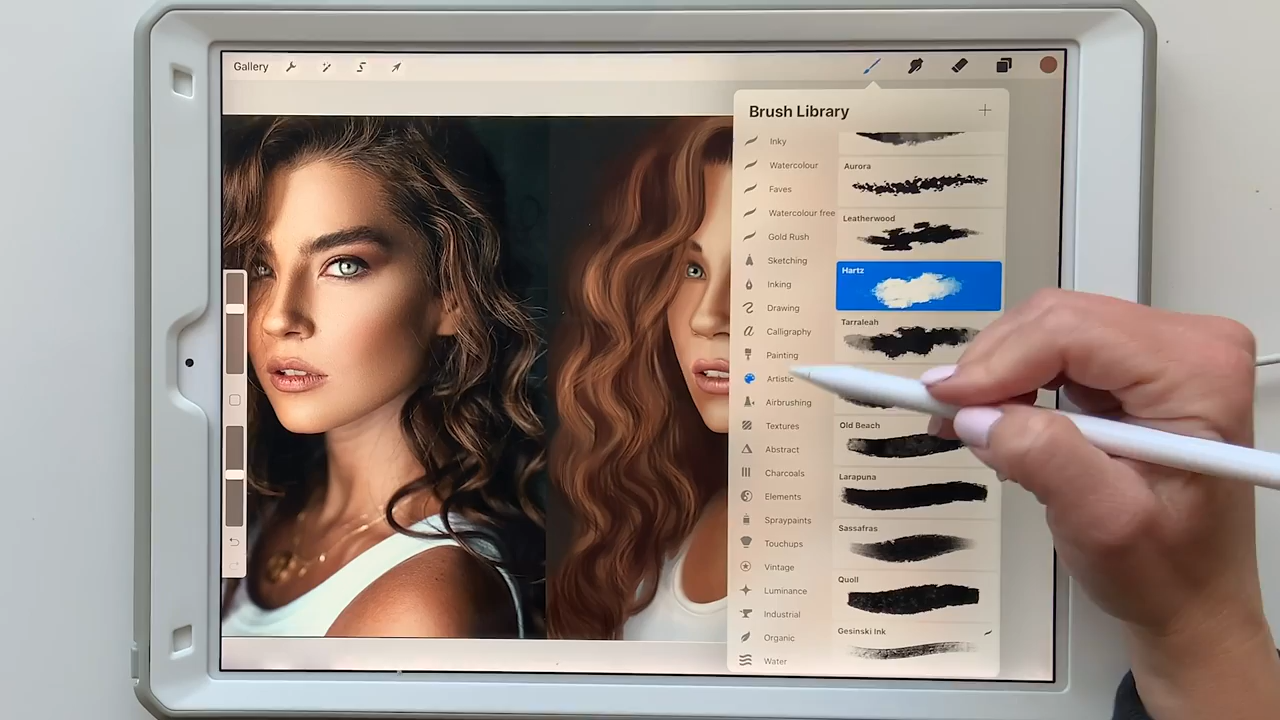 Gallery
Brush Library
Inky
Watercolour
Faves
Watercolour free
Gold Rush
Sketching
Inking
Drawing
Calligraphy
Painting
Artistic
Airbrushing
Textures
Abstract
Charcoals
Elements
Spraypaints
Touchups
Vintage
Luminance
Industrial
Organic
Water
Aurora
Leatherwood
Hartz
Tarraleah
Old Beach
Larapuna
Sassafras
Quoll
Gesinski Ink